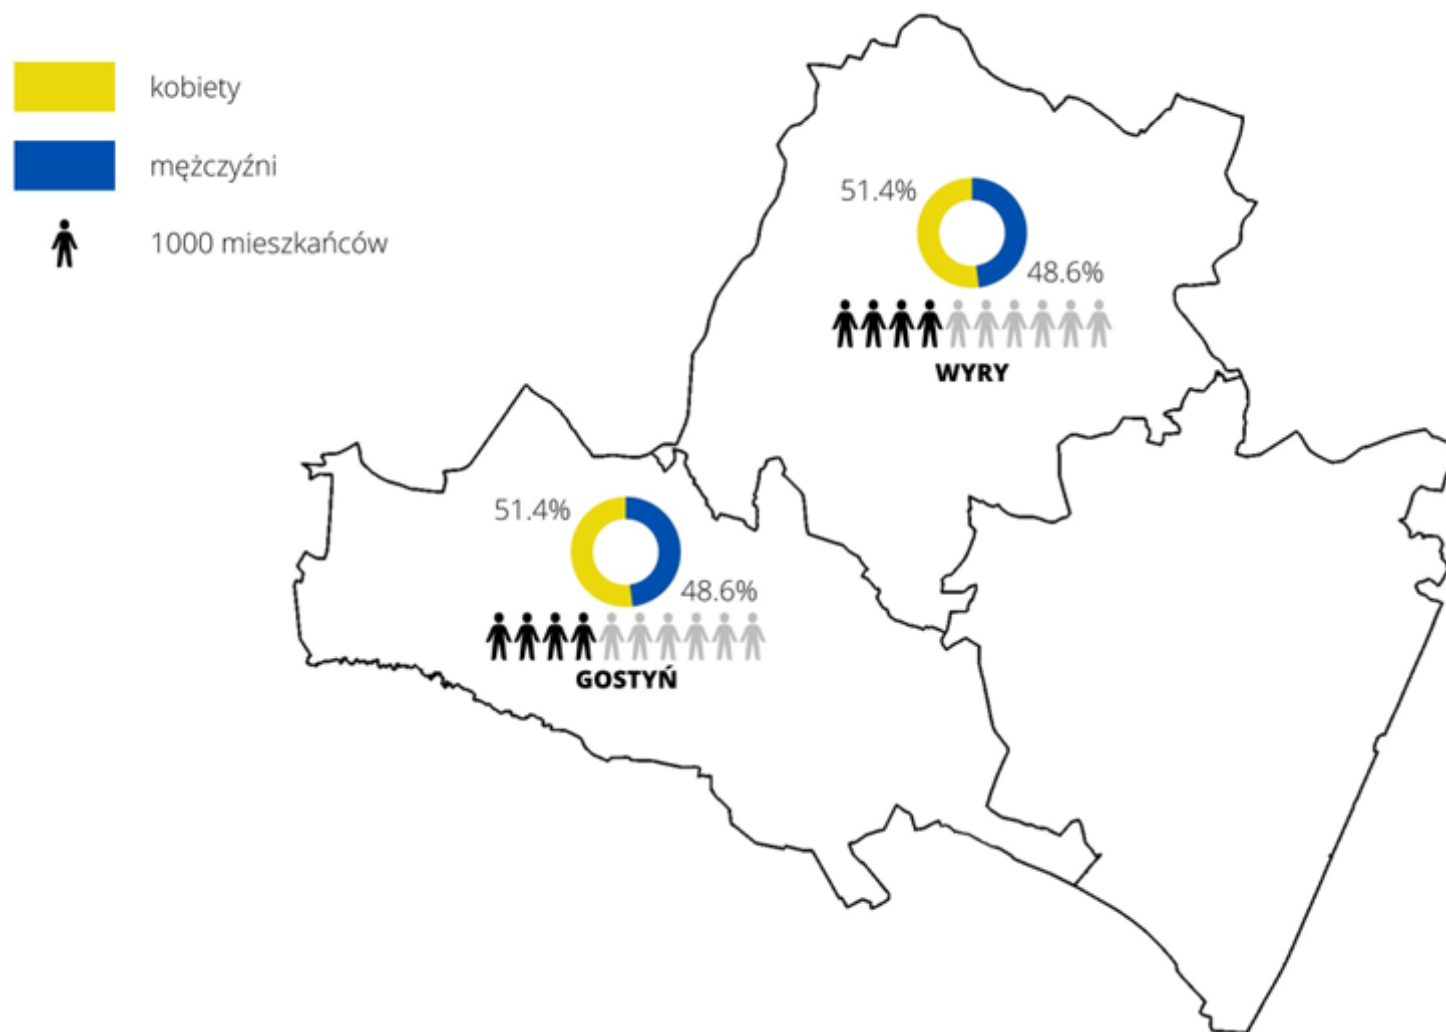 kobiety
mężczyźni
1000 mieszkańców
51.4%
48.6%
WYRY
51.4%
48.6%
GOSTYŃ